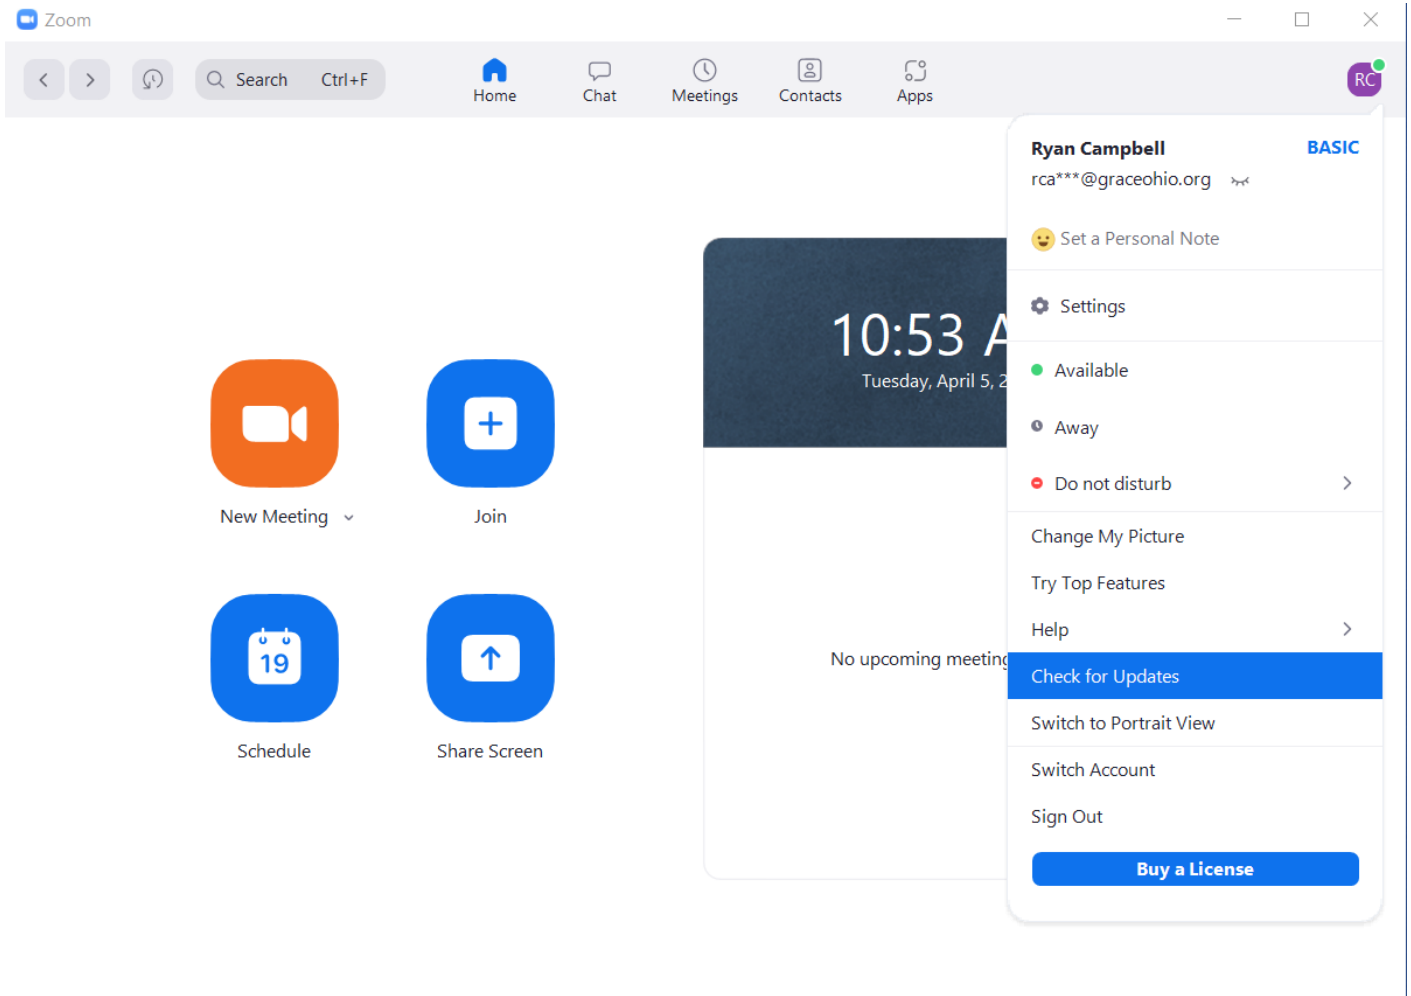 Zoom
Search Ctrl+F
Home
Chat
Meetings
Contacts
Apps
RC
Ryan Campbell BASIC
rca***@graceohio.org
Set a Personal Note
Settings
Available
Away
Do not disturb
Change My Picture
Try Top Features
Help
Check for Updates
Switch to Portrait View
Switch Account
Sign Out
Buy a License
10:53 A
Tuesday, April 5, 2
No upcoming meeting
New Meeting
Join
19
Schedule
Share Screen